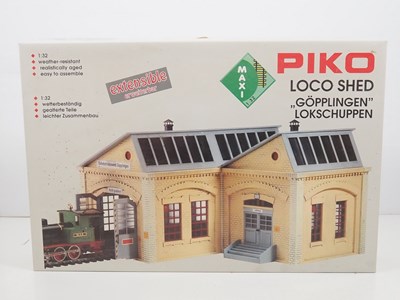 1:32
weather-resistant
realistically aged
easy to assemble
1:32
wetterbeständig
gealterte Teile
leichter Zusammenbau
extensible
erweiterbar
MAXI
PIKO
LOCO SHED
„GÖPPLINGEN"
LOKSCHUPPEN